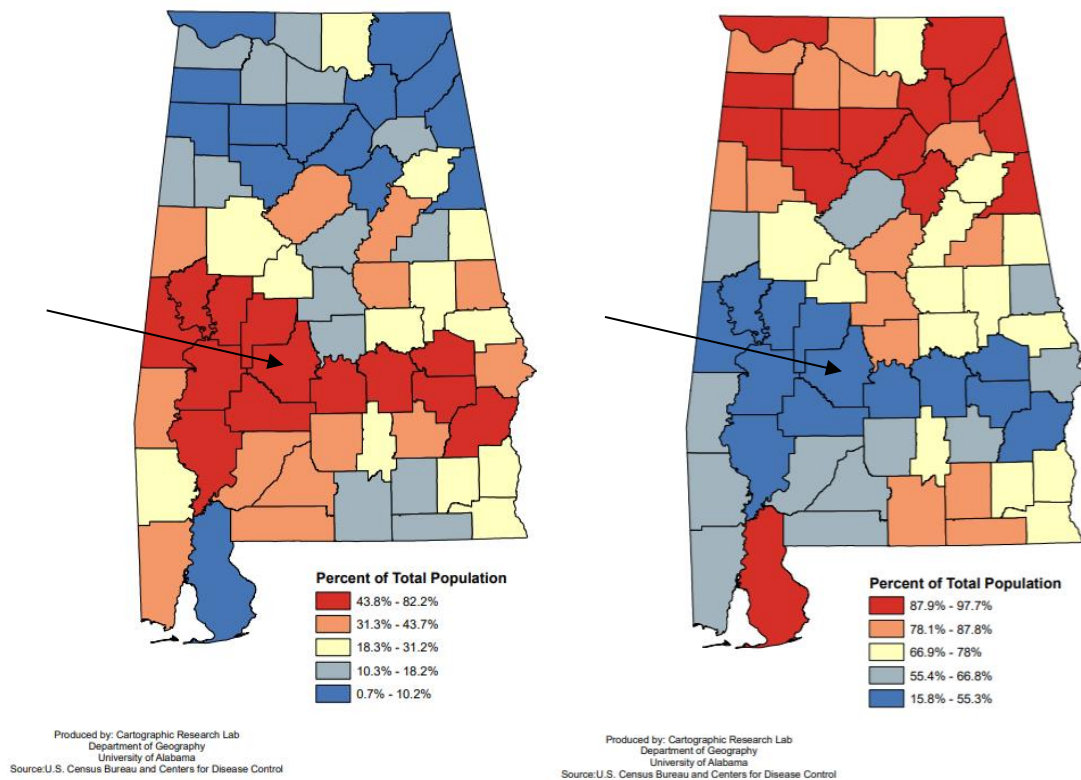 Percent of Total Population
43.8% - 82.2%
31.3% - 43.7%
18.3% - 31.2%
10.3% - 18.2%
0.7% - 10.2%
Produced by: Cartographic Research Lab
Department of Geography
University of Alabama
Source:U.S. Census Bureau and Centers for Disease Control
Percent of Total Population
87.9% - 97.7%
78.1% - 87.8%
66.9% - 78%
55.4% - 66.8%
15.8% - 55.3%
Produced by: Cartographic Research Lab
Department of Geography
University of Alabama
Source:U.S. Census Bureau and Centers for Disease Control